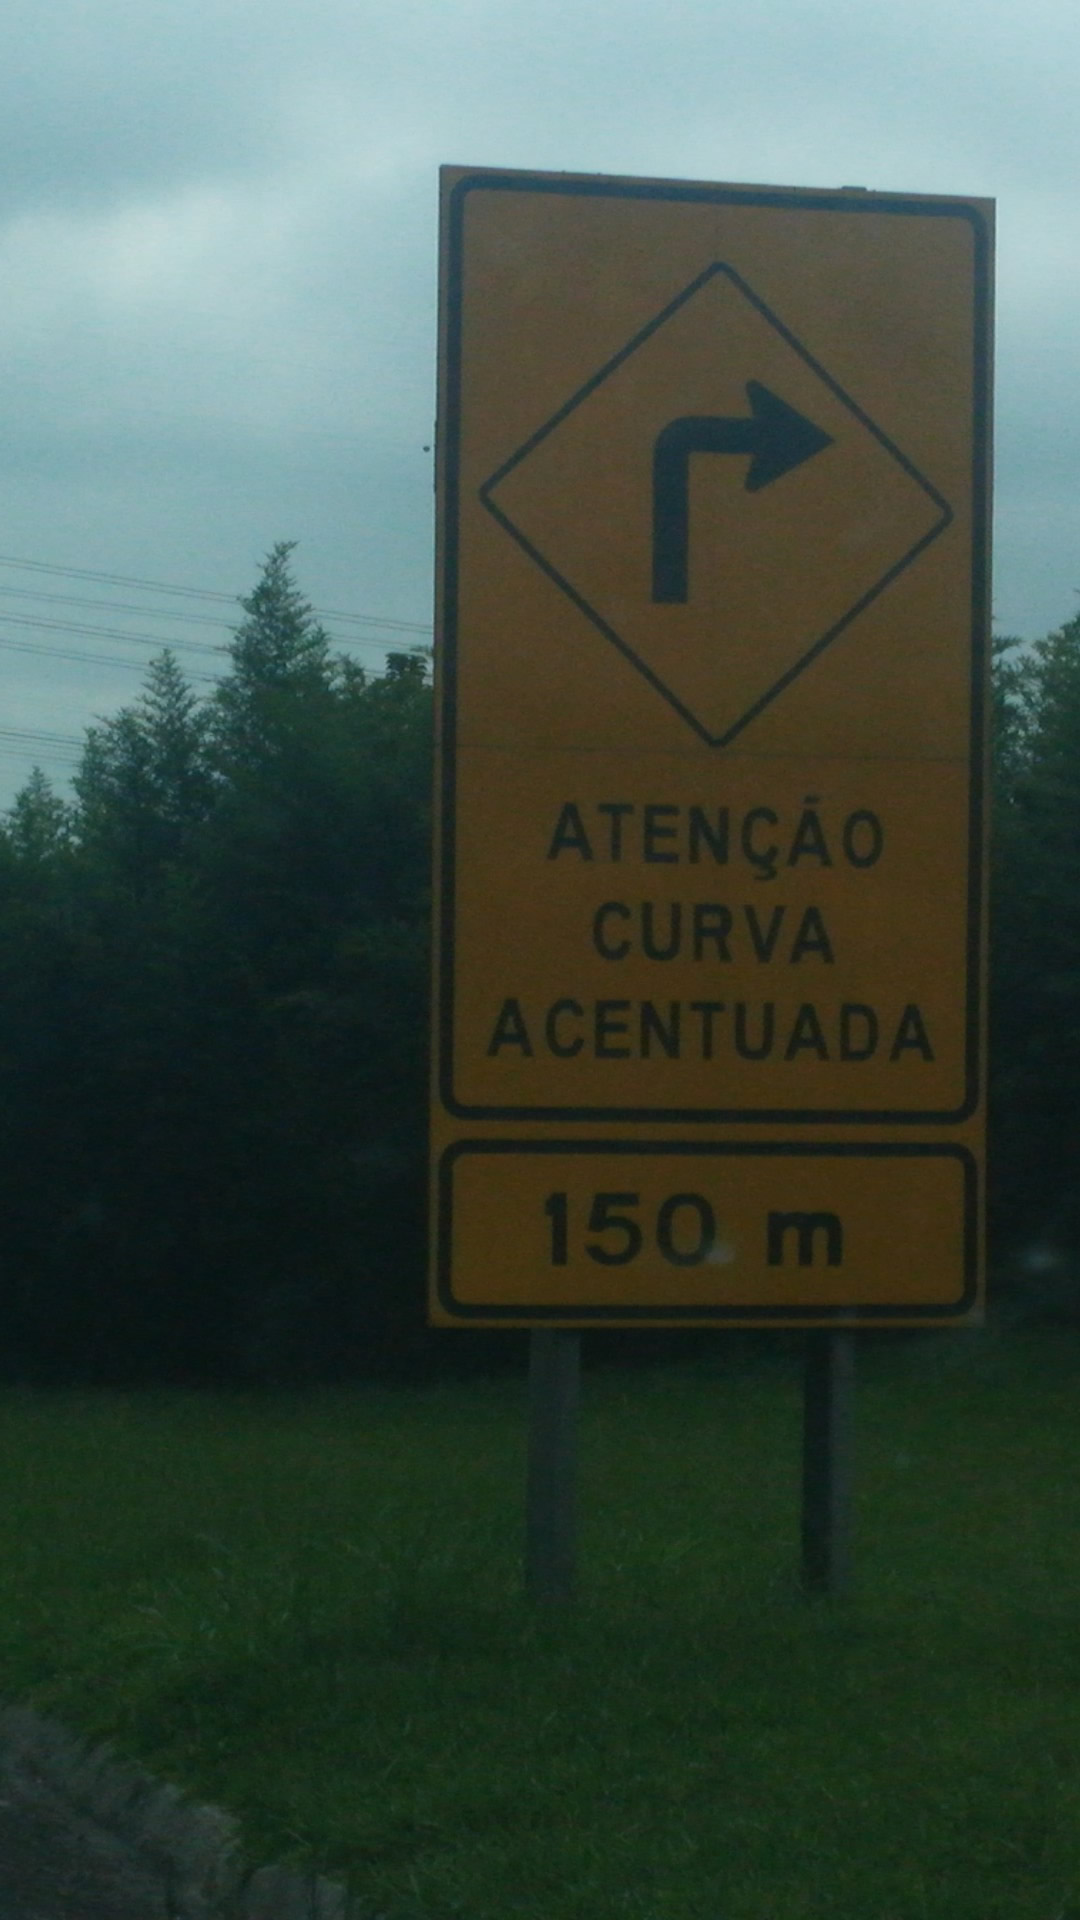 ATENÇÃO
CURVA
ACENTUADA
150 m